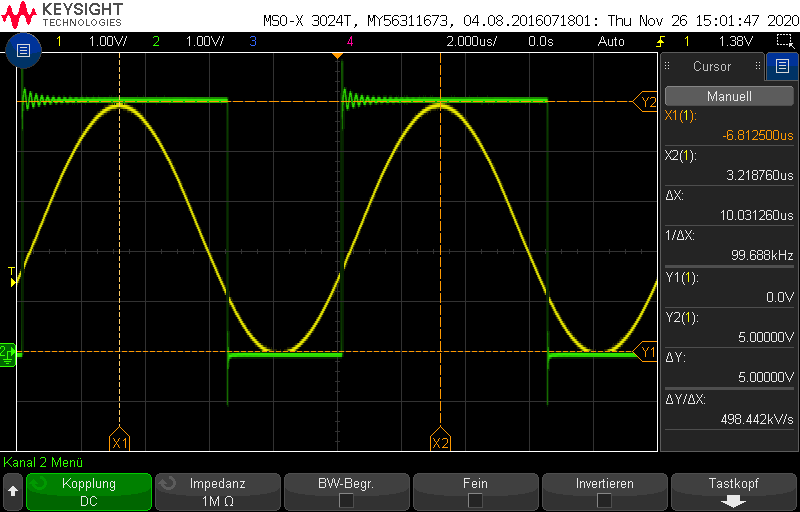 KEYSIGHT
TECHNOLOGIES
MSO-X 3024T, MY56311673, 04.08.2016071801: Thu Nov 26 15:01:47 2020
1 1.00V/ 2 1.00V/ 3 4 2.000us/ 0.0s Auto 1 1.38V
Cursor
Manuell
X1(1):
-6.812500us
X2(1):
3.218760us
ΔX:
10.031260us
1/ΔX:
99.688kHz
Y1(1):
0.0V
Y2(1):
5.00000V
ΔY:
5.00000V
ΔY/ΔX:
498.442kV/s
Y2
T
2
Y1
X1
X2
Kanal 2 Menü
Kopplung
DC
Impedanz
1M Ω
BW-Begr.
Fein
Invertieren
Tastkopf